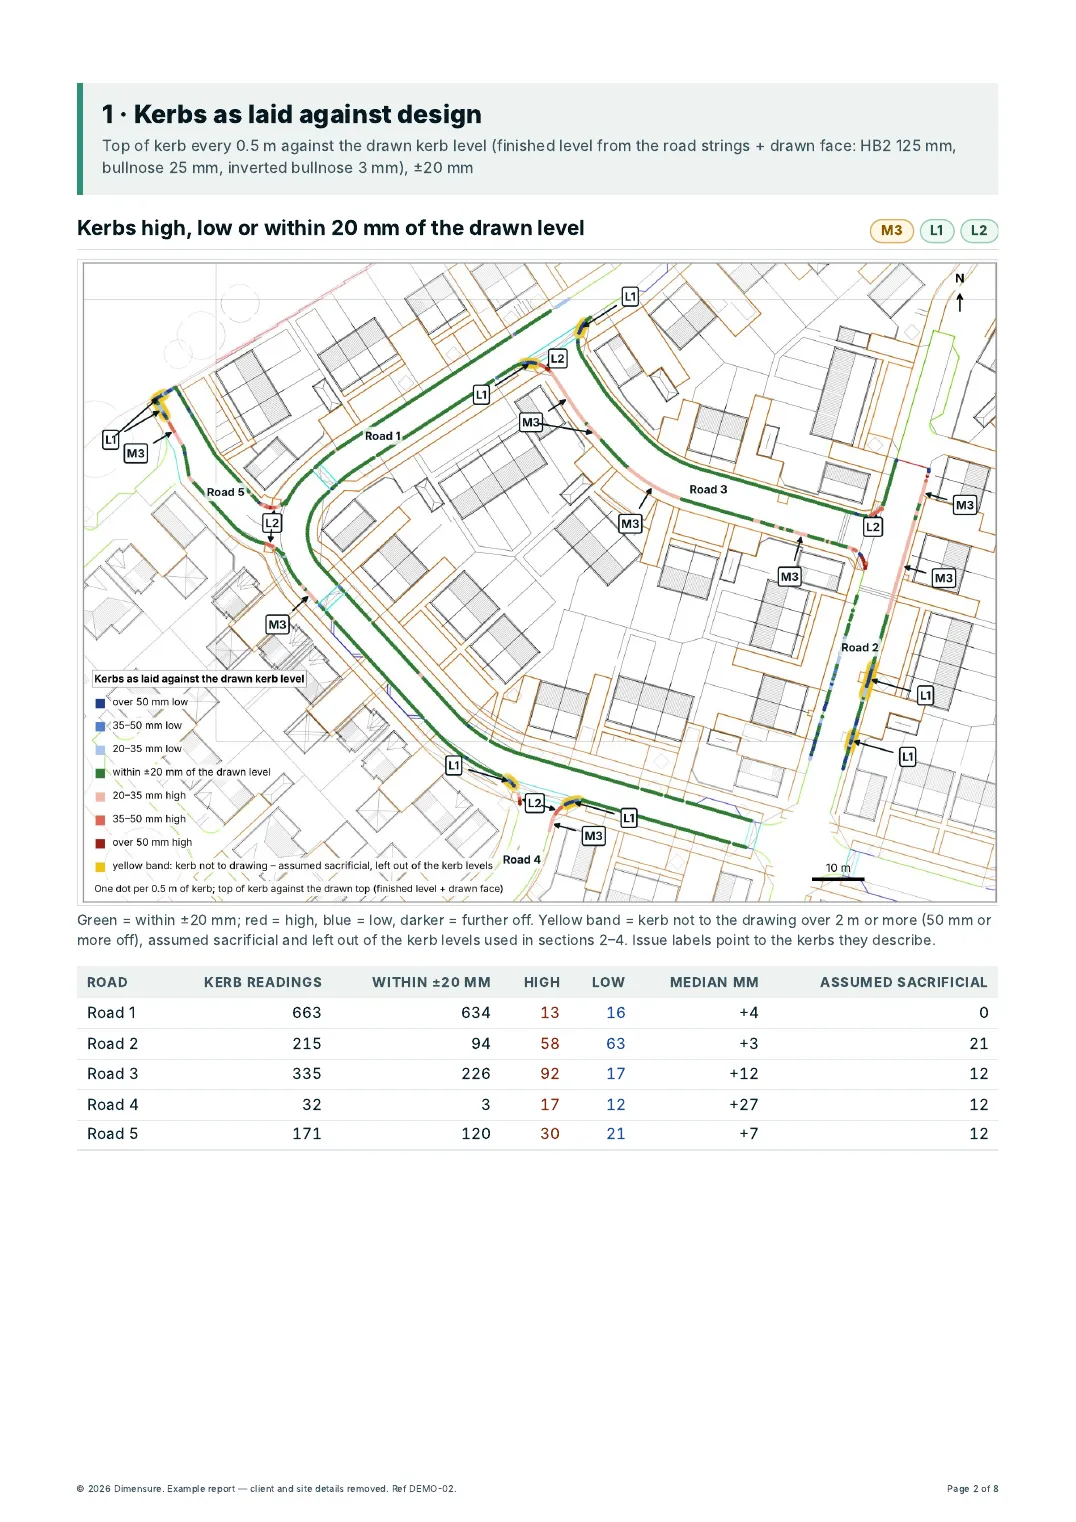 1 · Kerbs as laid against design
Top of kerb every 0.5 m against the drawn kerb level (finished level from the road strings + drawn face: HB2 125 mm,
bullnose 25 mm, inverted bullnose 3 mm), ±20 mm
Kerbs high, low or within 20 mm of the drawn level
M3 L1 L2
N
L1
L2
L1
M3
Road 1
L1
M3
Road 5
Road 3
M3
L2
M3
L2
M3
M3
M3
Road 2
L1
L1
L1
L2
L1
M3
Road 4
Kerbs as laid against the drawn kerb level
over 50 mm low
35–50 mm low
20–35 mm low
within ±20 mm of the drawn level
20–35 mm high
35–50 mm high
over 50 mm high
yellow band: kerb not to drawing – assumed sacrificial, left out of the kerb levels
One dot per 0.5 m of kerb; top of kerb against the drawn top (finished level + drawn face)
10 m
Green = within ±20 mm; red = high, blue = low, darker = further off. Yellow band = kerb not to the drawing over 2 m or more (50 mm or
more off), assumed sacrificial and left out of the kerb levels used in sections 2–4. Issue labels point to the kerbs they describe.
ROAD KERB READINGS WITHIN ±20 MM HIGH LOW MEDIAN MM ASSUMED SACRIFICIAL
Road 1 663 634 13 16 +4 0
Road 2 215 94 58 63 +3 21
Road 3 335 226 92 17 +12 12
Road 4 32 3 17 12 +27 12
Road 5 171 120 30 21 +7 12
© 2026 Dimensure. Example report — client and site details removed. Ref DEMO-02.
Page 2 of 8